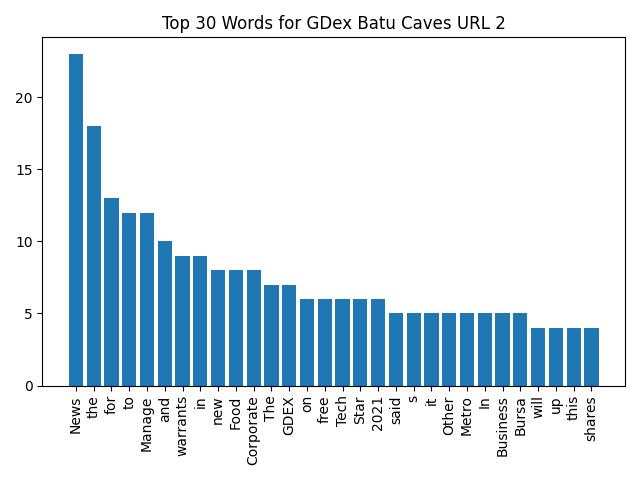 Top 30 Words for GDex Batu Caves URL 2
20
15
10
5
0
News
the
for
to
Manage
and
warrants
in
new
Food
Corporate
The
GDEX
on
free
Tech
Star
2021
said
s
it
Other
Metro
In
Business
Bursa
will
up
this
shares